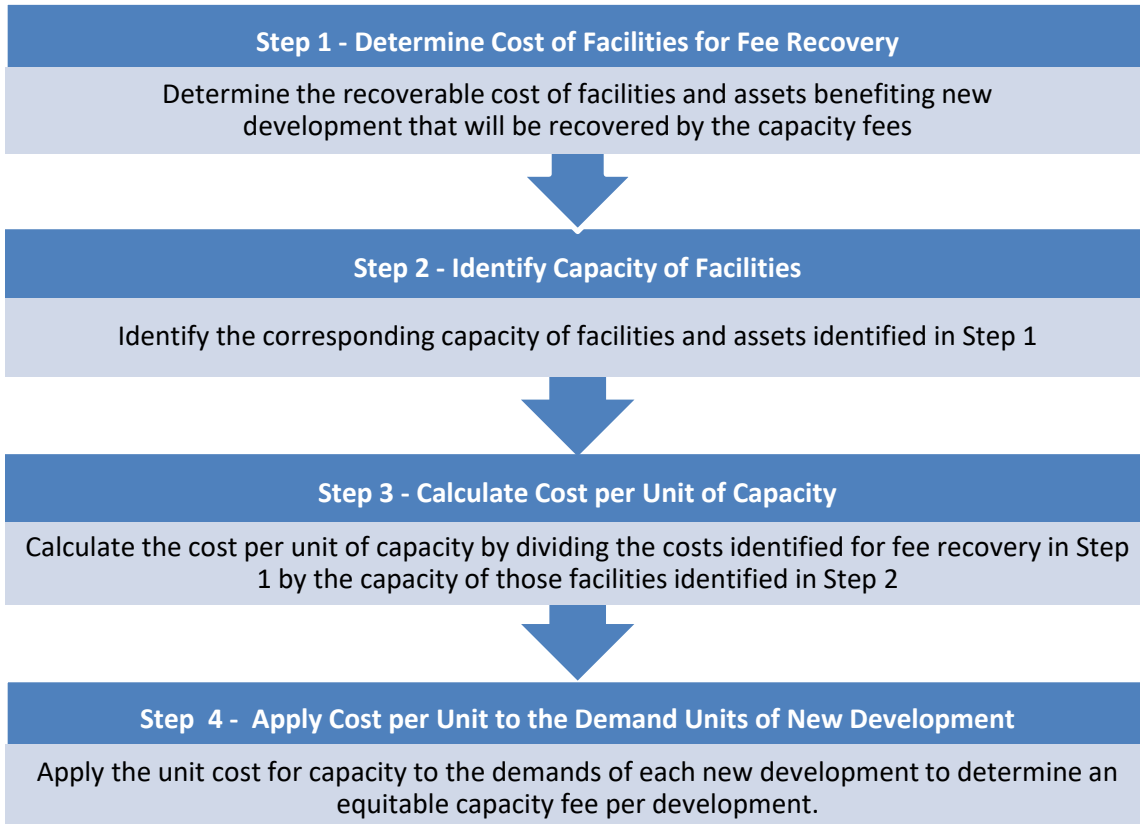 Step 1 - Determine Cost of Facilities for Fee Recovery
Determine the recoverable cost of facilities and assets benefiting new
development that will be recovered by the capacity fees
Step 2 - Identify Capacity of Facilities
Identify the corresponding capacity of facilities and assets identified in Step 1
Step 3 - Calculate Cost per Unit of Capacity
Calculate the cost per unit of capacity by dividing the costs identified for fee recovery in Step
1 by the capacity of those facilities identified in Step 2
Step 4 - Apply Cost per Unit to the Demand Units of New Development
Apply the unit cost for capacity to the demands of each new development to determine an
equitable capacity fee per development.